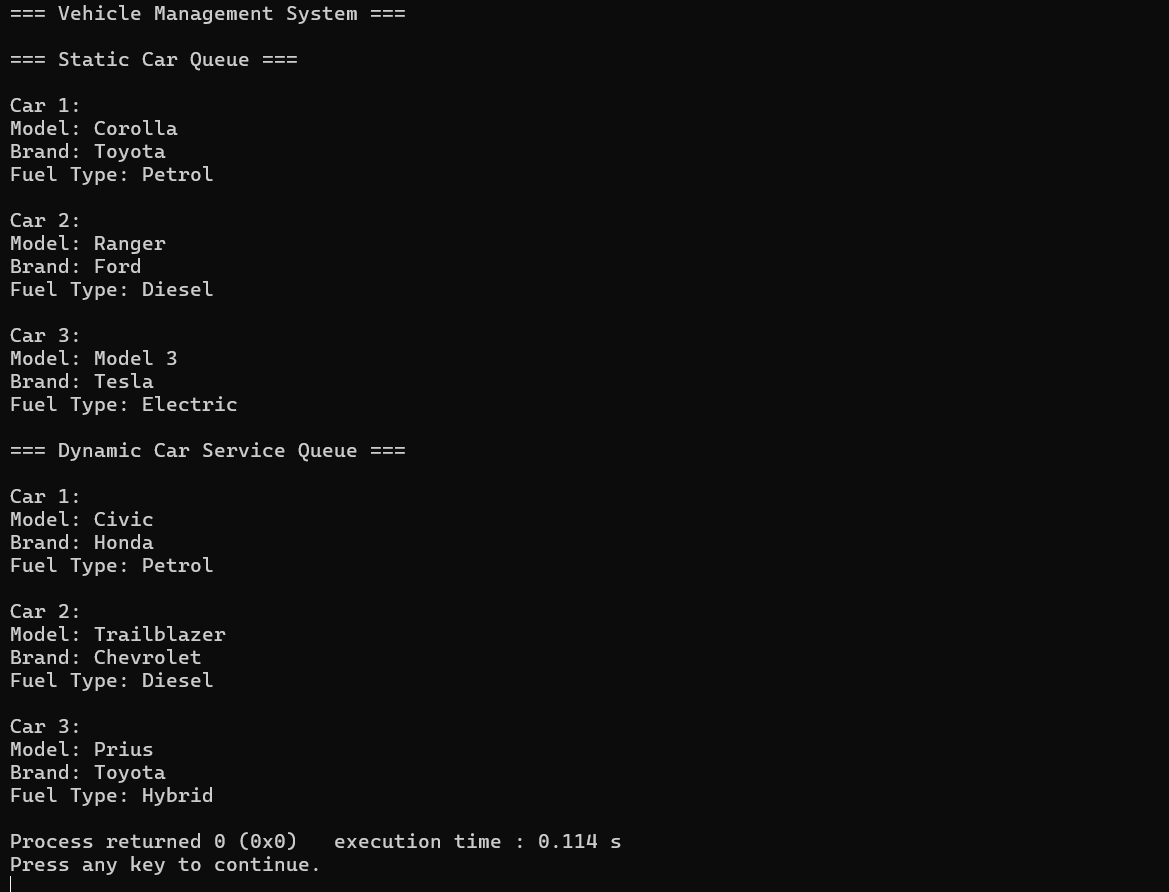 === Vehicle Management System ===
=== Static Car Queue ===
Car 1:
Model: Corolla
Brand: Toyota
Fuel Type: Petrol
Car 2:
Model: Ranger
Brand: Ford
Fuel Type: Diesel
Car 3:
Model: Model 3
Brand: Tesla
Fuel Type: Electric
=== Dynamic Car Service Queue ===
Car 1:
Model: Civic
Brand: Honda
Fuel Type: Petrol
Car 2:
Model: Trailblazer
Brand: Chevrolet
Fuel Type: Diesel
Car 3:
Model: Prius
Brand: Toyota
Fuel Type: Hybrid
Process returned 0 (0x0)   execution time : 0.114 s
Press any key to continue.